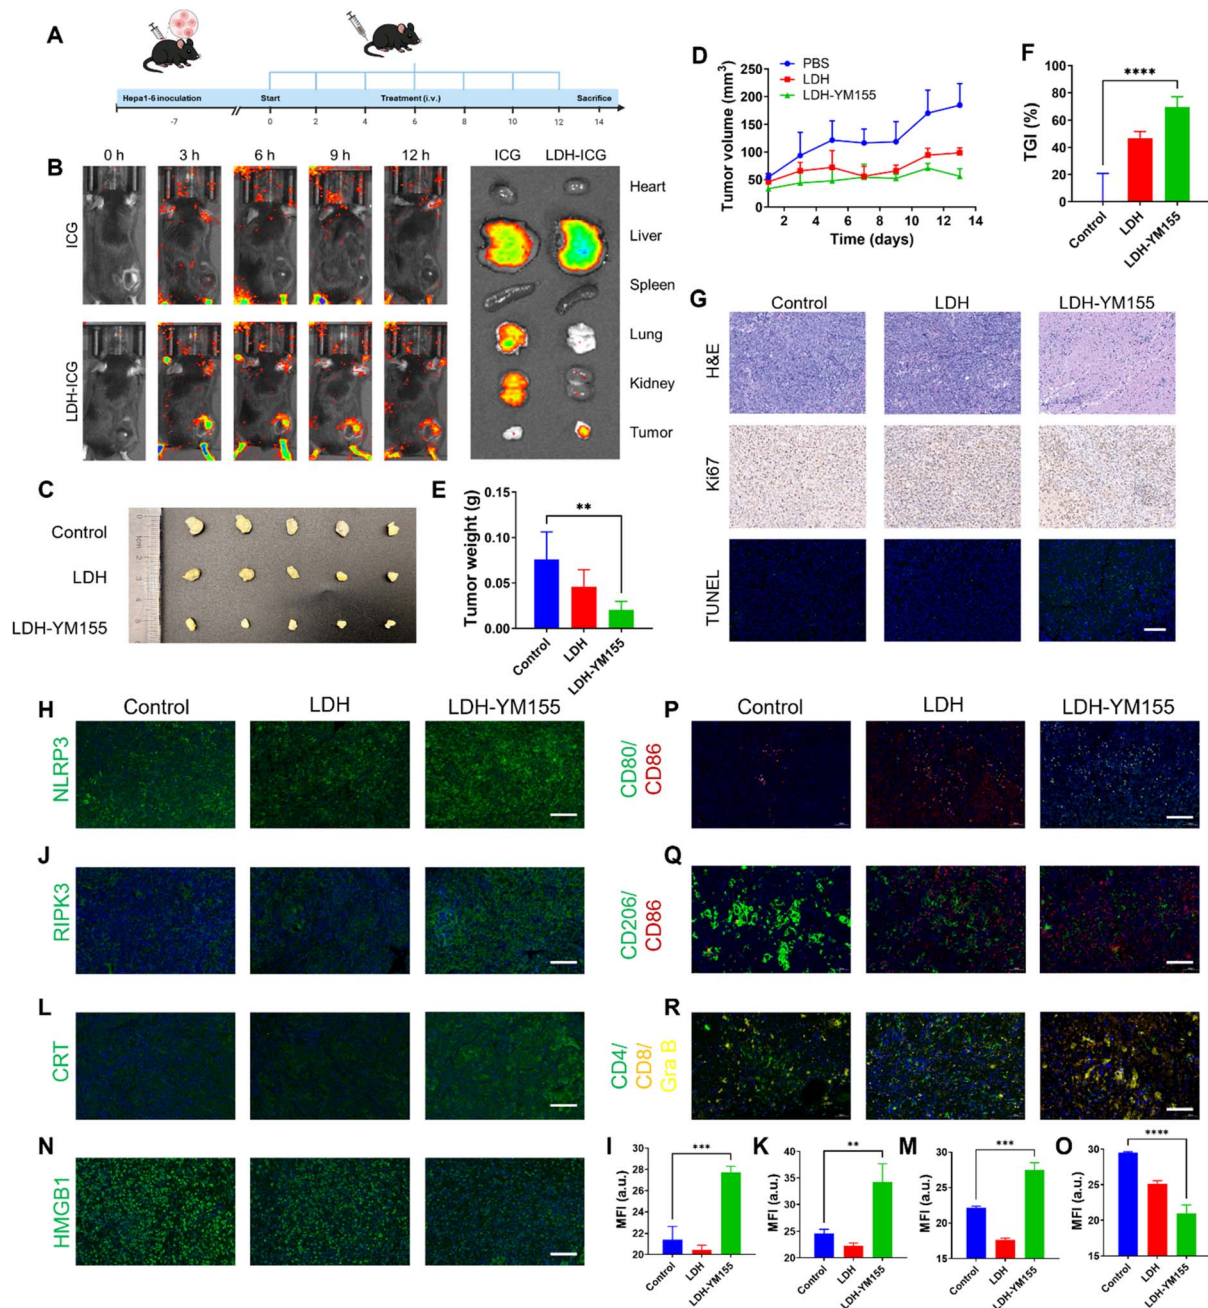 A
Hepa1-6 inoculation Start Treatment (i.v.) Sacrifice
-7 0 2 4 6 8 10 12 14
B
0 h 3 h 6 h 9 h 12 h
ICG
LDH-ICG
ICG LDH-ICG
Heart
Liver
Spleen
Lung
Kidney
Tumor
C
Control
LDH
LDH-YM155
D
PBS
LDH
LDH-YM155
Tumor volume (mm³)
250
200
150
100
50
0
0 2 4 6 8 10 12 14
Time (days)
E
Tumor weight (g)
0.15
0.10
0.05
0.00
**
Control LDH LDH-YM155
F
TGI (%)
100
80
60
40
20
0
****
Control LDH LDH-YM155
G
Control LDH LDH-YM155
H&E
Ki67
TUNEL
H
Control LDH LDH-YM155
NLRP3
J
RIPK3
L
CRT
N
HMGB1
P
Control LDH LDH-YM155
CD80/
CD86
Q
CD206/
CD86
R
CD4/
CD8/
Gra B
I
MFI (a.u.)
30
28
26
24
22
20
***
Control LDH LDH-YM155
K
MFI (a.u.)
40
35
30
25
20
**
Control LDH LDH-YM155
M
MFI (a.u.)
30
25
20
15
***
Control LDH LDH-YM155
O
MFI (a.u.)
30
25
20
15
****
Control LDH LDH-YM155